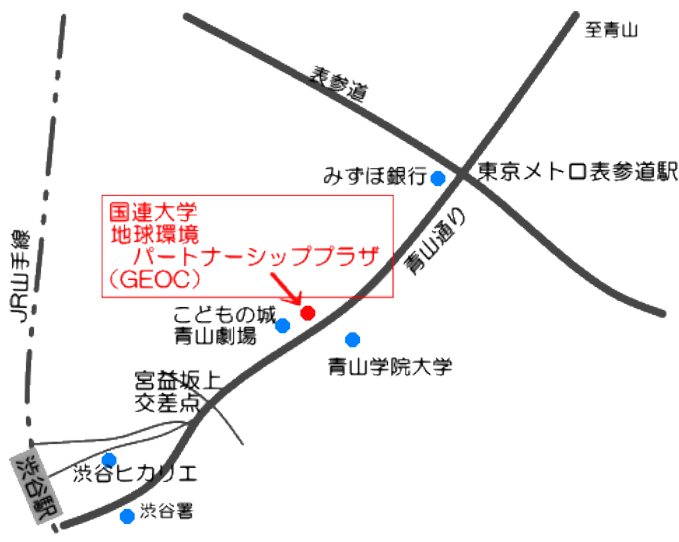 至青山
表参道
みずほ銀行
東京メトロ表参道駅
国連大学
地球環境
パートナーシッププラザ
(GEOC)
青山通り
JR山手線
こどもの城
青山劇場
青山学院大学
宮益坂上
交差点
渋谷ヒカリエ
渋谷駅
渋谷署